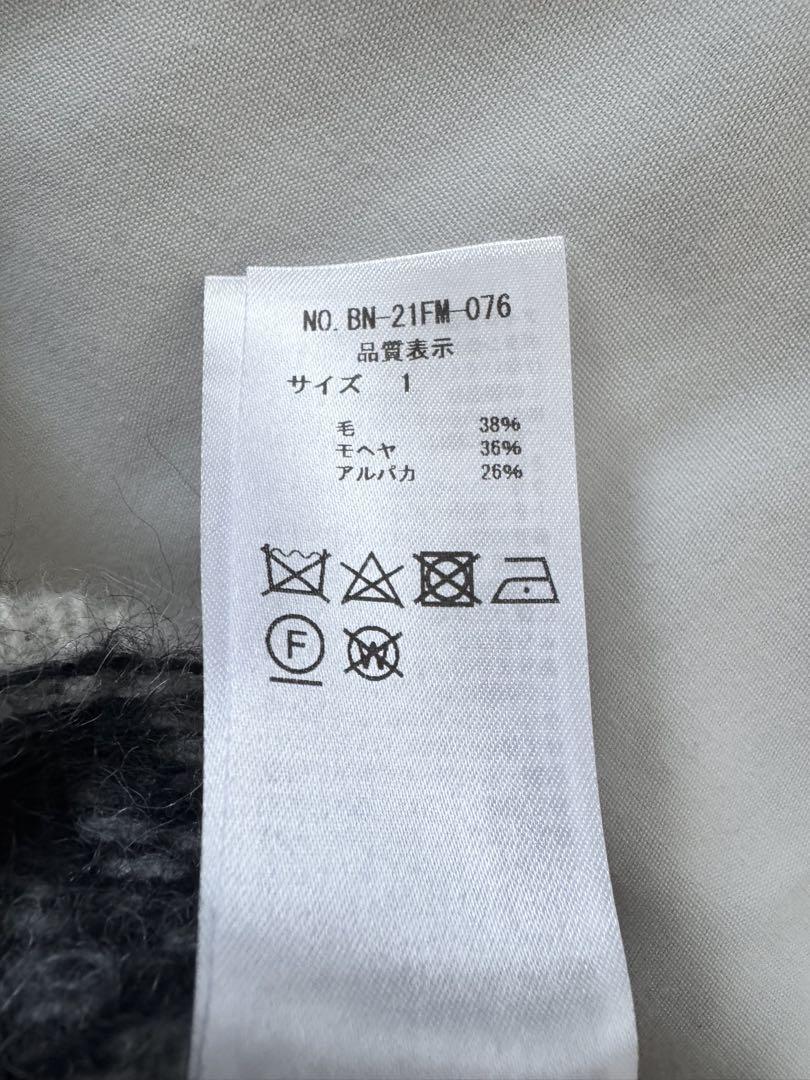 NO. BN-21FM-076
品質表示
サイズ 1
毛 38%
モヘヤ 36%
アルパカ 26%
F
W